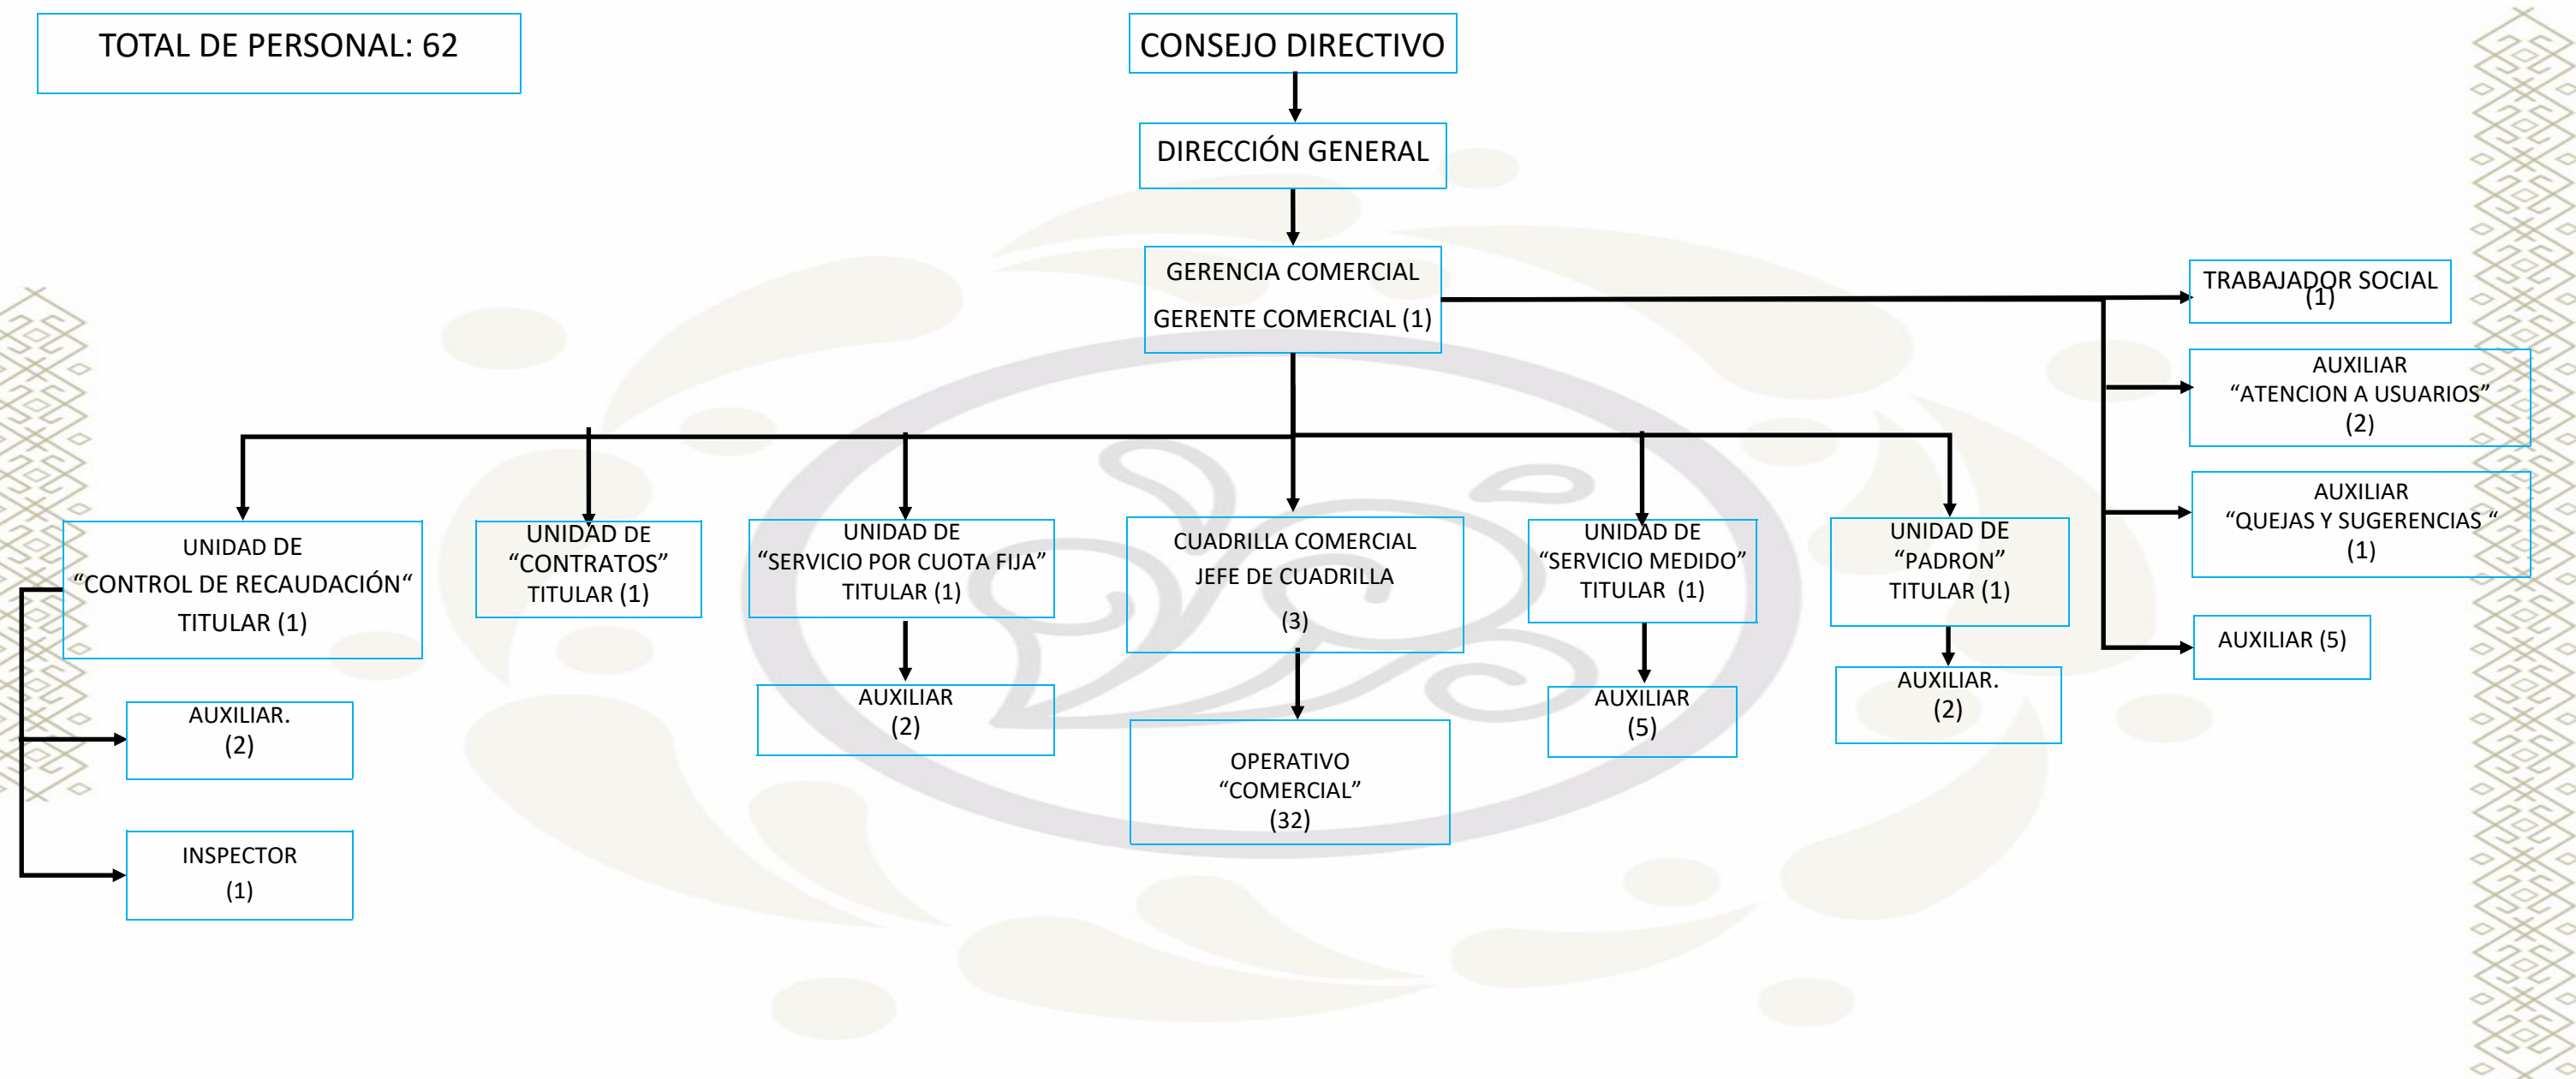 TOTAL DE PERSONAL: 62
CONSEJO DIRECTIVO
DIRECCIÓN GENERAL
GERENCIA COMERCIAL
GERENTE COMERCIAL (1)
TRABAJADOR SOCIAL
(1)
AUXILIAR
“ATENCION A USUARIOS”
(2)
AUXILIAR
“QUEJAS Y SUGERENCIAS “
(1)
AUXILIAR (5)
UNIDAD DE
“CONTROL DE RECAUDACIÓN“
TITULAR (1)
UNIDAD DE
“CONTRATOS”
TITULAR (1)
UNIDAD DE
“SERVICIO POR CUOTA FIJA”
TITULAR (1)
CUADRILLA COMERCIAL
JEFE DE CUADRILLA
(3)
UNIDAD DE
“SERVICIO MEDIDO”
TITULAR (1)
UNIDAD DE
“PADRON”
TITULAR (1)
AUXILIAR.
(2)
AUXILIAR
(2)
OPERATIVO
“COMERCIAL”
(32)
AUXILIAR
(5)
AUXILIAR.
(2)
INSPECTOR
(1)